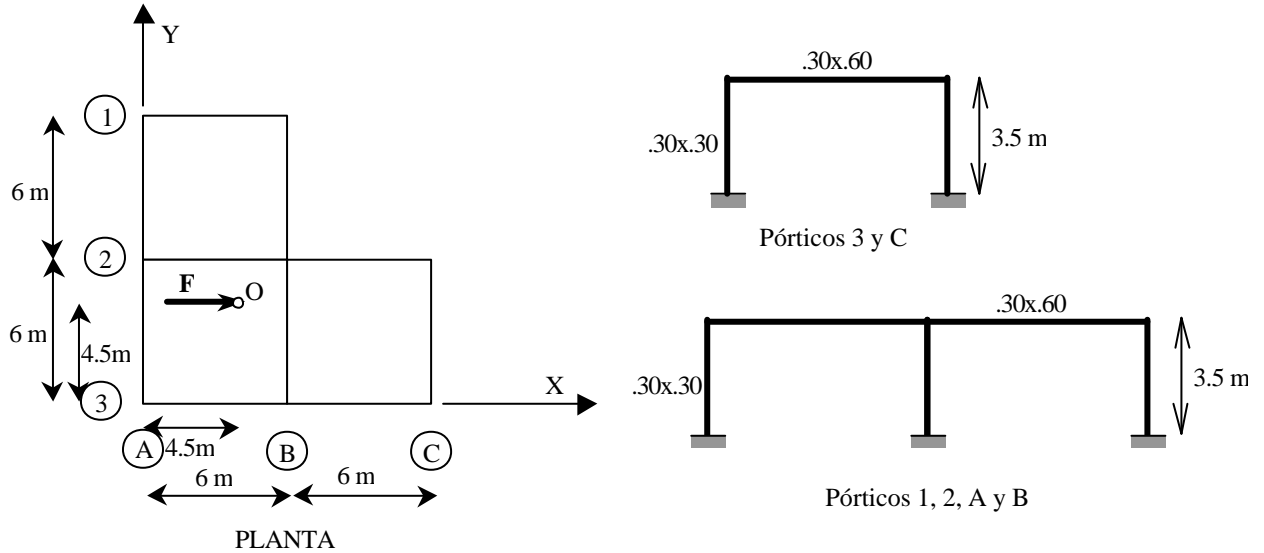 Y
1
6 m
2
F
O
6 m
4.5m
3
X
A
4.5m
B
C
6 m
6 m
PLANTA
.30x.60
.30x.30
3.5 m
Pórticos 3 y C
.30x.60
.30x.30
3.5 m
Pórticos 1, 2, A y B